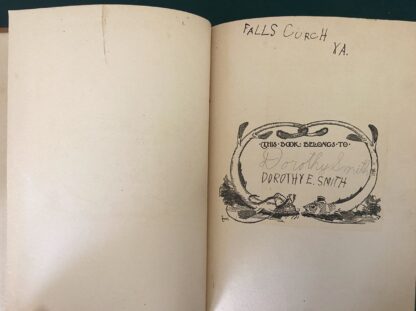 FALLS CURCH
VA.
·THIS·BOOK: BELONGS·TO·
Dorothy Smith
DOROTHY E. SMITH